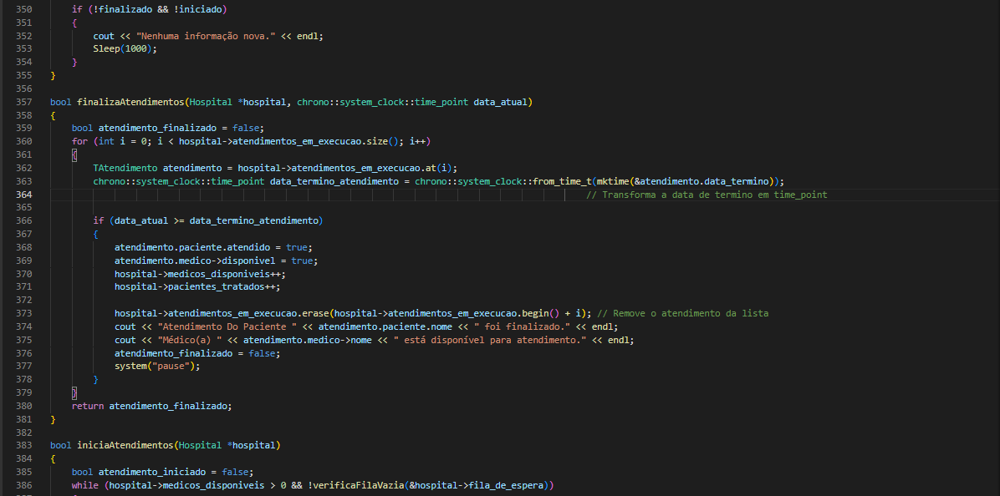 350 if (!finalizado && !iniciado)
351 {
352 cout << "Nenhuma informação nova." << endl;
353 Sleep(1000);
354 }
355 }
356
357 bool finalizaAtendimentos(Hospital *hospital, chrono::system_clock::time_point data_atual)
358 {
359 bool atendimento_finalizado = false;
360 for (int i = 0; i < hospital->atendimentos_em_execucao.size(); i++)
361 {
362 TAtendimento atendimento = hospital->atendimentos_em_execucao.at(i);
363 chrono::system_clock::time_point data_termino_atendimento = chrono::system_clock::from_time_t(mktime(&atendimento.data_termino));
364 // Transforma a data de termino em time_point
365
366 if (data_atual >= data_termino_atendimento)
367 {
368 atendimento.paciente.atendido = true;
369 atendimento.medico->disponivel = true;
370 hospital->medicos_disponiveis++;
371 hospital->pacientes_tratados++;
372
373 hospital->atendimentos_em_execucao.erase(hospital->atendimentos_em_execucao.begin() + i); // Remove o atendimento da lista
374 cout << "Atendimento Do Paciente " << atendimento.paciente.nome << " foi finalizado." << endl;
375 cout << "Médico(a) " << atendimento.medico->nome << " está disponível para atendimento." << endl;
376 atendimento_finalizado = false;
377 system("pause");
378 }
379 }
380 return atendimento_finalizado;
381 }
382
383 bool iniciaAtendimentos(Hospital *hospital)
384 {
385 bool atendimento_iniciado = false;
386 while (hospital->medicos_disponiveis > 0 && !verificaFilaVazia(&hospital->fila_de_espera))